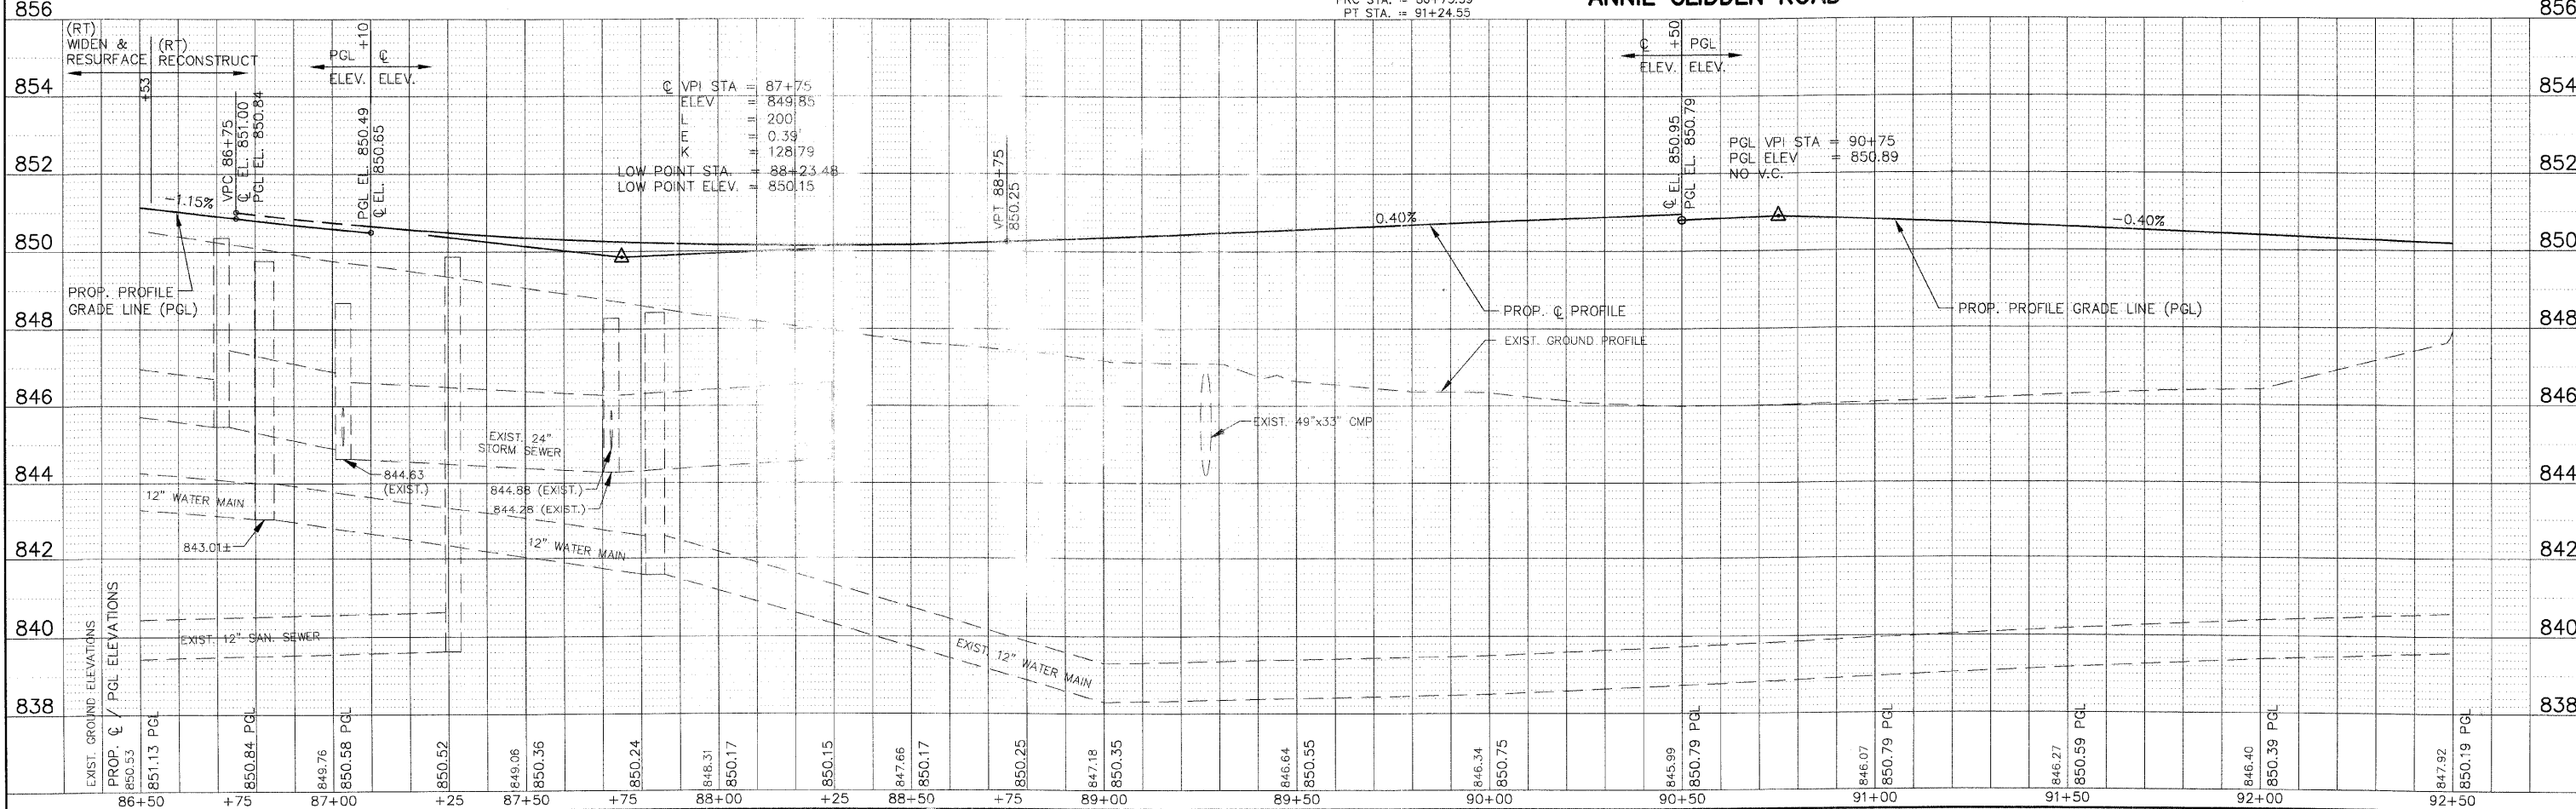 PT STA. = 91+24.55
856
856
854
854
852
852
850
850
848
848
846
846
844
844
842
842
840
840
838
838
(RT)
WIDEN &
RESURFACE
(RT)
RECONSTRUCT
+53
PGL ℄
ELEV. ELEV.
+10
VPC 86+75
℄ EL. 851.00
PGL EL. 850.84
PGL EL. 850.49
℄ EL. 850.65
-1.15%
PROP. PROFILE
GRADE LINE (PGL)
℄ VPI STA = 87+75
ELEV = 849.85
L = 200'
E = 0.39'
K = 128.79
LOW POINT STA. = 88+23.48
LOW POINT ELEV. = 850.15
VPT 88+75
850.25
0.40%
PROP. ℄ PROFILE
EXIST. GROUND PROFILE
℄ PGL
ELEV. ELEV.
+50
℄ EL. 850.95
PGL EL. 850.79
PGL VPI STA = 90+75
PGL ELEV = 850.89
NO V.C.
-0.40%
PROP. PROFILE GRADE LINE (PGL)
EXIST. 49"x33" CMP
EXIST. 24"
STORM SEWER
844.63
(EXIST.)
844.88 (EXIST.)
844.28 (EXIST.)
12" WATER MAIN
843.01±
12" WATER MAIN
EXIST. 12" SAN. SEWER
EXIST. 12" WATER MAIN
EXIST. GROUND ELEVATIONS
PROP. ℄ / PGL ELEVATIONS
850.53
851.13 PGL
850.84 PGL
849.76
850.58 PGL
850.52
849.06
850.36
850.24
848.31
850.17
850.15
847.66
850.17
850.25
847.18
850.35
846.64
850.55
846.34
850.75
845.99
850.79 PGL
846.07
850.79 PGL
846.27
850.59 PGL
846.40
850.39 PGL
847.92
850.19 PGL
86+50 +75 87+00 +25 87+50 +75 88+00 +25 88+50 +75 89+00 89+50 90+00 90+50 91+00 91+50 92+00 92+50